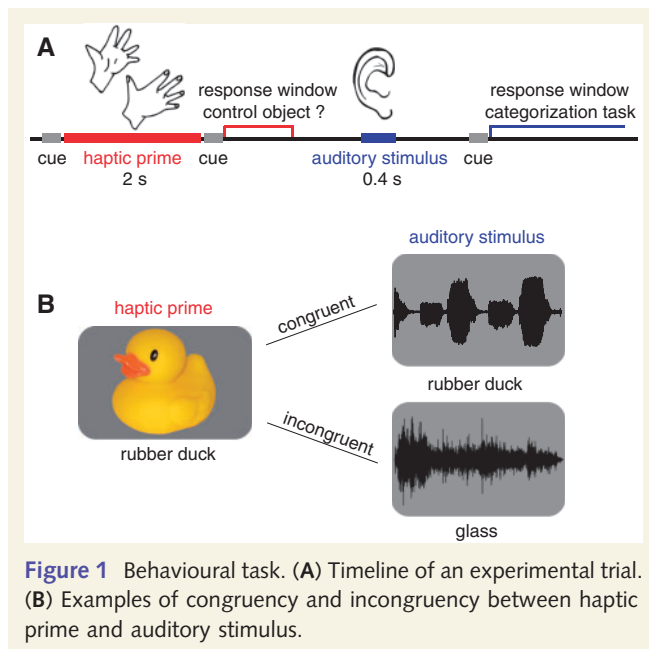 A
response window
control object ?
response window
categorization task
cue
haptic prime
cue
auditory stimulus
cue
2 s
0.4 s
auditory stimulus
B
haptic prime
congruent
rubber duck
incongruent
rubber duck
glass
Figure 1 Behavioural task. (A) Timeline of an experimental trial.
(B) Examples of congruency and incongruency between haptic
prime and auditory stimulus.